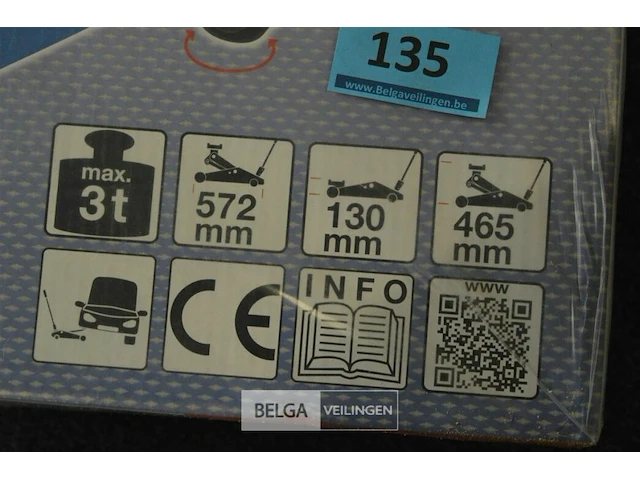 135
www.Belgaveilingen.be
max.
3t
572
mm
130
mm
465
mm
CE
INFO
www
BELGA VEILINGEN